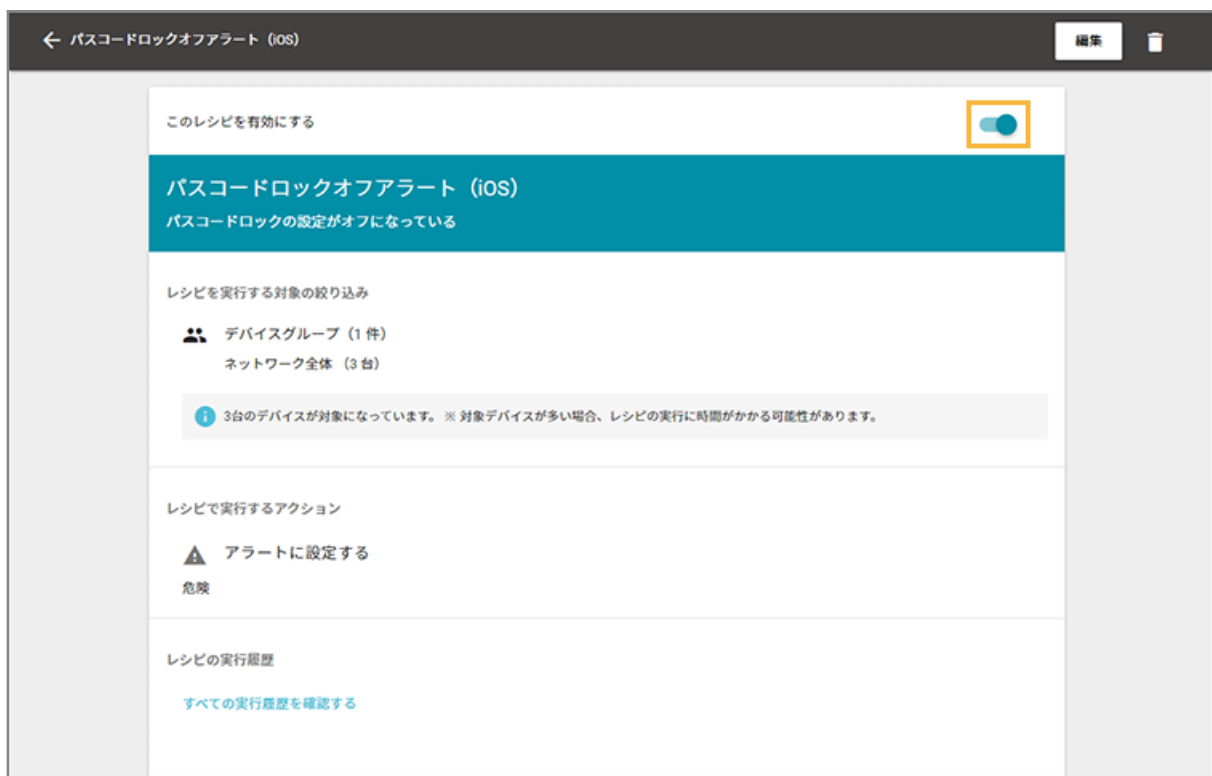 パスコードロックオフアラート（iOS）
編集
このレシピを有効にする
パスコードロックオフアラート（iOS）
パスコードロックの設定がオフになっている
レシピを実行する対象の絞り込み
デバイスグループ（1 件）
ネットワーク全体 （3 台）
3台のデバイスが対象になっています。 ※ 対象デバイスが多い場合、レシピの実行に時間がかかる可能性があります。
レシピで実行するアクション
アラートに設定する
危険
レシピの実行履歴
すべての実行履歴を確認する